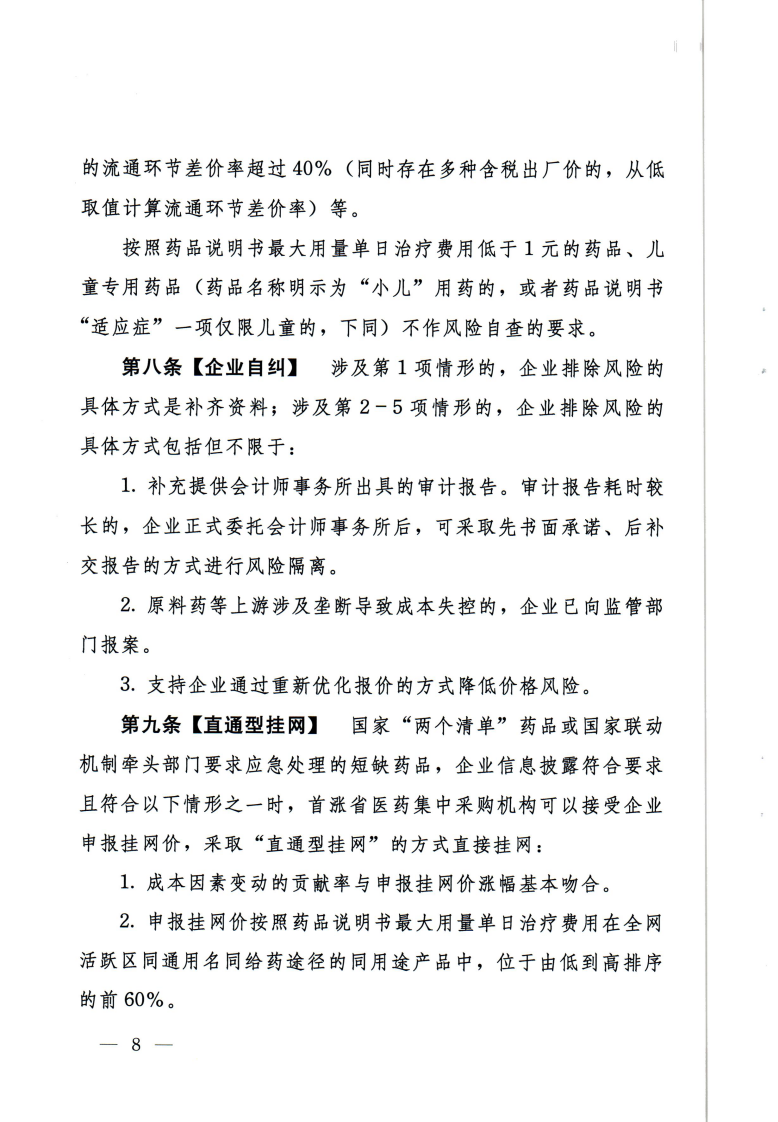 的流通环节差价率超过40%（同时存在多种含税出厂价的，从低
取值计算流通环节差价率）等。
按照药品说明书最大用量单日治疗费用低于1元的药品、儿
童专用药品（药品名称明示为“小儿”用药的，或者药品说明书
“适应症”一项仅限儿童的，下同）不作风险自查的要求。
第八条【企业自纠】 涉及第1项情形的，企业排除风险的
具体方式是补齐资料；涉及第2-5项情形的，企业排除风险的
具体方式包括但不限于：
1. 补充提供会计师事务所出具的审计报告。审计报告耗时较
长的，企业正式委托会计师事务所后，可采取先书面承诺、后补
交报告的方式进行风险隔离。
2. 原料药等上游涉及垄断导致成本失控的，企业已向监管部
门报案。
3. 支持企业通过重新优化报价的方式降低价格风险。
第九条【直通型挂网】 国家“两个清单”药品或国家联动
机制牵头部门要求应急处理的短缺药品，企业信息披露符合要求
且符合以下情形之一时，首涨省医药集中采购机构可以接受企业
申报挂网价，采取“直通型挂网”的方式直接挂网：
1. 成本因素变动的贡献率与申报挂网价涨幅基本吻合。
2. 申报挂网价按照药品说明书最大用量单日治疗费用在全网
活跃区同通用名同给药途径的同用途产品中，位于由低到高排序
的前60%。
— 8 —